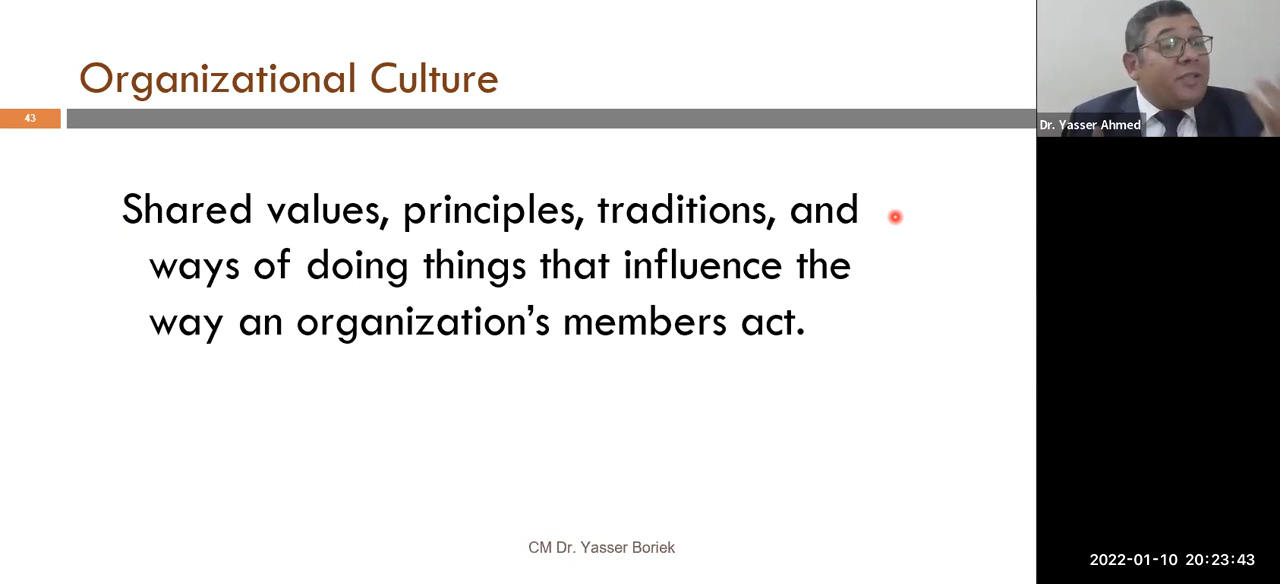 Organizational Culture
43
Shared values, principles, traditions, and
ways of doing things that influence the
way an organization’s members act.
CM Dr. Yasser Boriek
Dr. Yasser Ahmed
2022-01-10 20:23:43